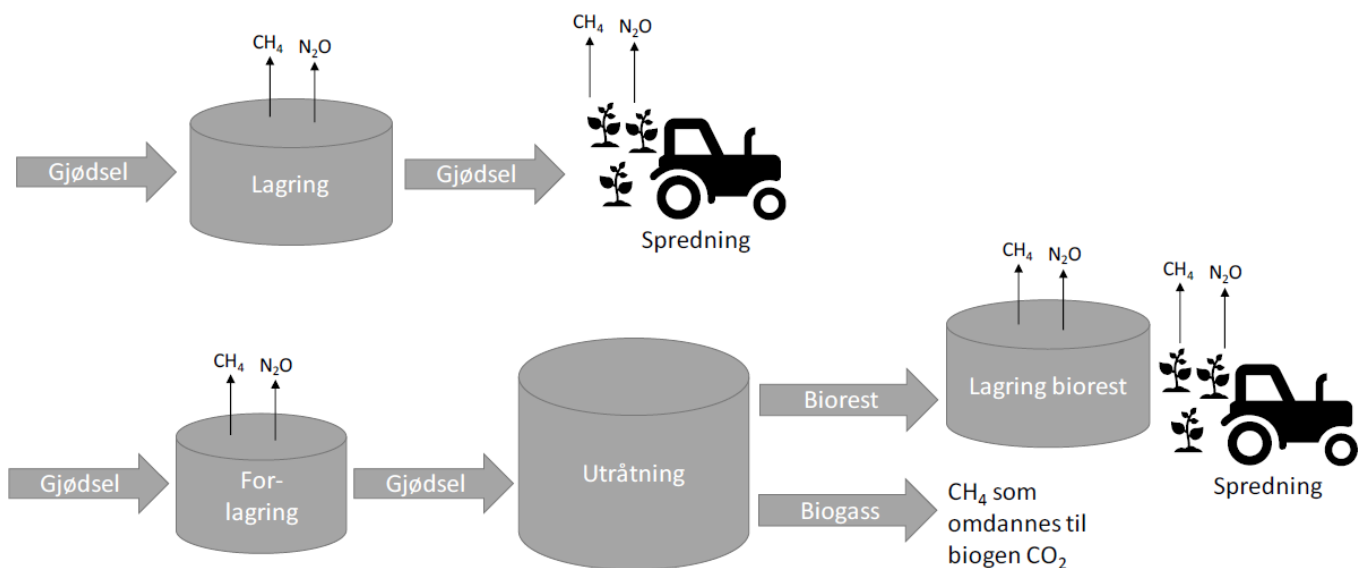 CH₄
N₂O
CH₄
N₂O
Gjødsel
Lagring
Gjødsel
Spredning
CH₄
N₂O
Gjødsel
For-
lagring
Gjødsel
Utråtning
Biorest
CH₄
N₂O
Lagring biorest
CH₄
N₂O
Spredning
Biogass
CH₄ som
omdannes til
biogen CO₂